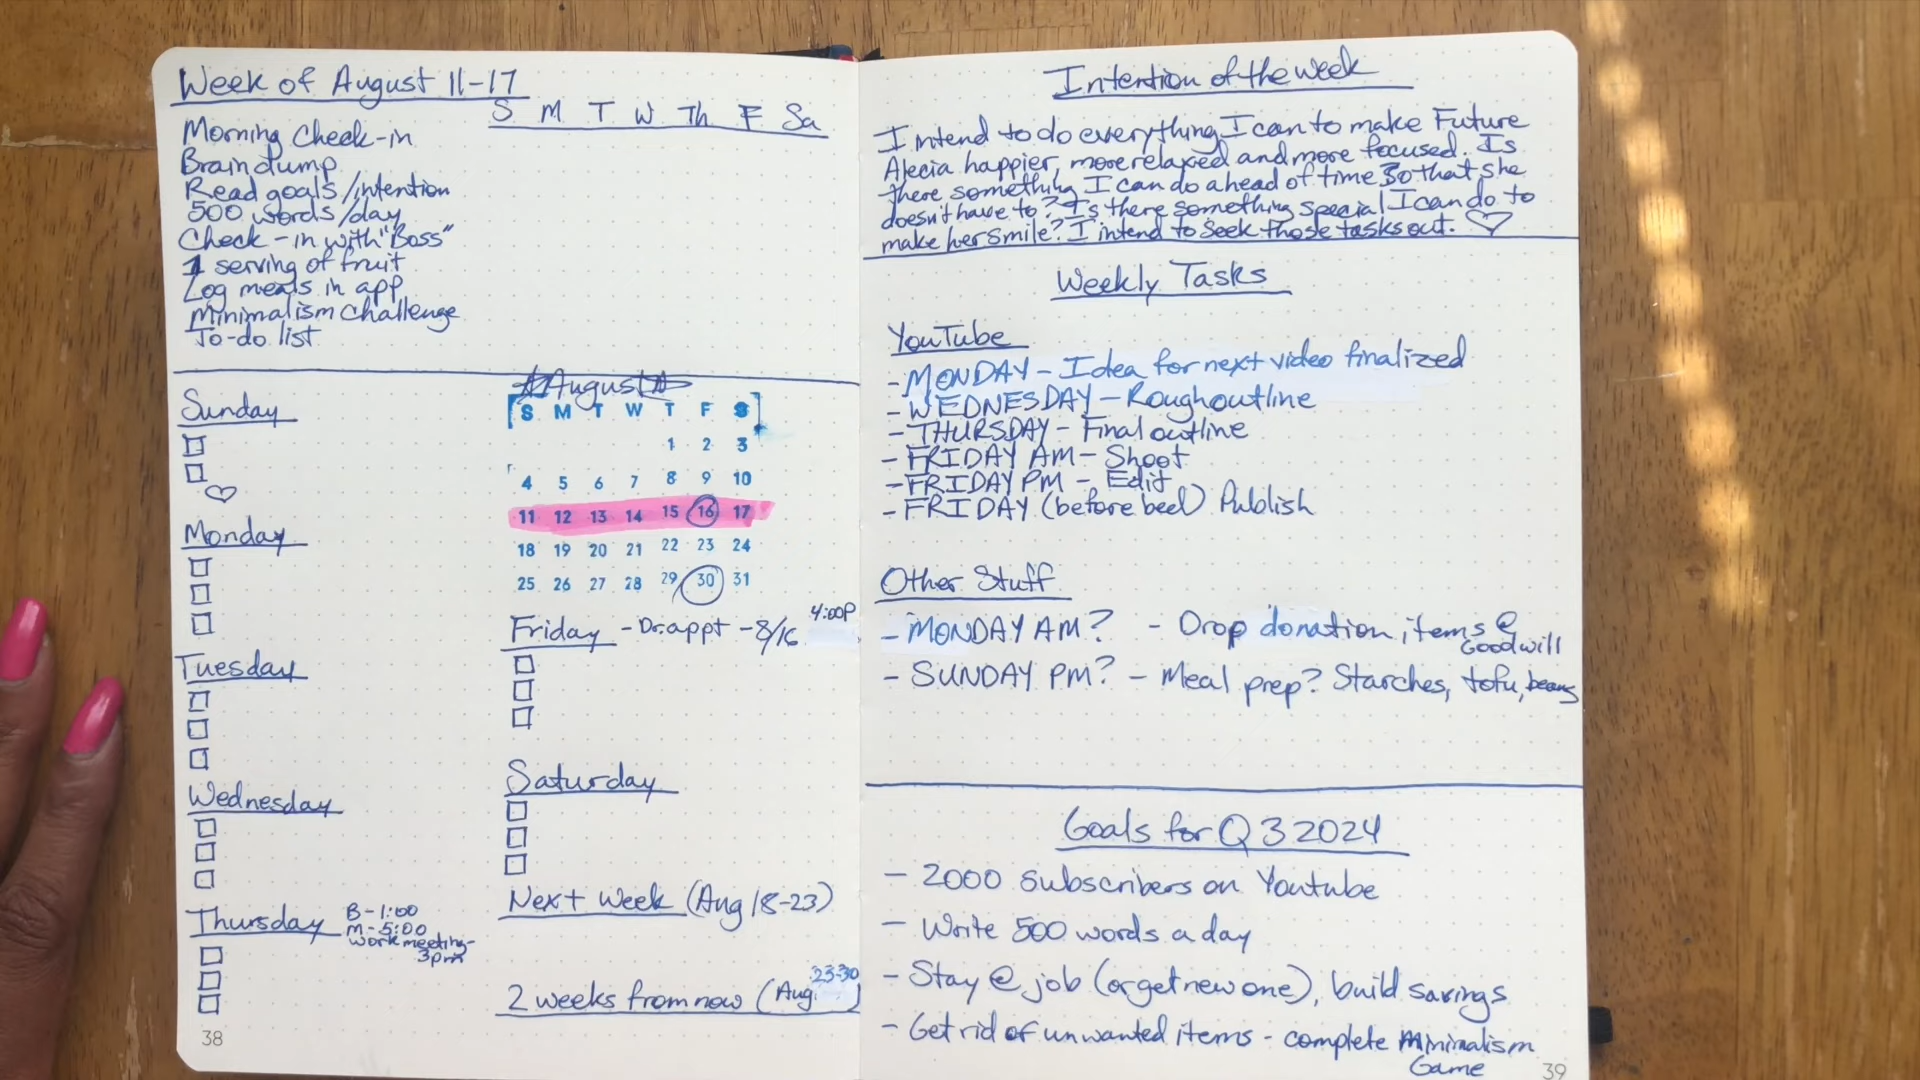 Week of August 11-17
S M T W Th F Sa
Morning Check-in
Brain dump
Read goals/intention
500 words/day
Check-in with "Boss"
1 serving of fruit
Log meals in app
Minimalism Challenge
To-do list
Sunday
Monday
Tuesday
Wednesday
Thursday
B-1:00
M-5:00
Work meeting-
3pm
38
August
S M T W T F S
1 2 3
4 5 6 7 8 9 10
11 12 13 14 15 16 17
18 19 20 21 22 23 24
25 26 27 28 29 30 31
Friday - Dr. appt - 8/16 4:00P
Saturday
Next Week (Aug 18-23)
2 weeks from now (Aug. 23-30)
Intention of the week
I intend to do everything I can to make Future
Alecia happier, more relaxed and more focused. Is
there something I can do ahead of time so that she
doesn't have to? Is there something special I can do to
make her smile? I intend to seek those tasks out. ♡
Weekly Tasks
YouTube
- MONDAY - Idea for next video finalized
- WEDNESDAY - Rough outline
- THURSDAY - Final outline
- FRIDAY AM - Shoot
- FRIDAY PM - Edit
- FRIDAY (before bed) Publish
Other Stuff
- MONDAY AM? - Drop donation items @
Goodwill
- SUNDAY PM? - Meal prep? Starches, tofu, beans
Goals for Q3 2024
- 2000 subscribers on Youtube
- Write 500 words a day
- Stay @ job (or get new one), build savings
- Get rid of unwanted items - complete Minimalism
Game
39